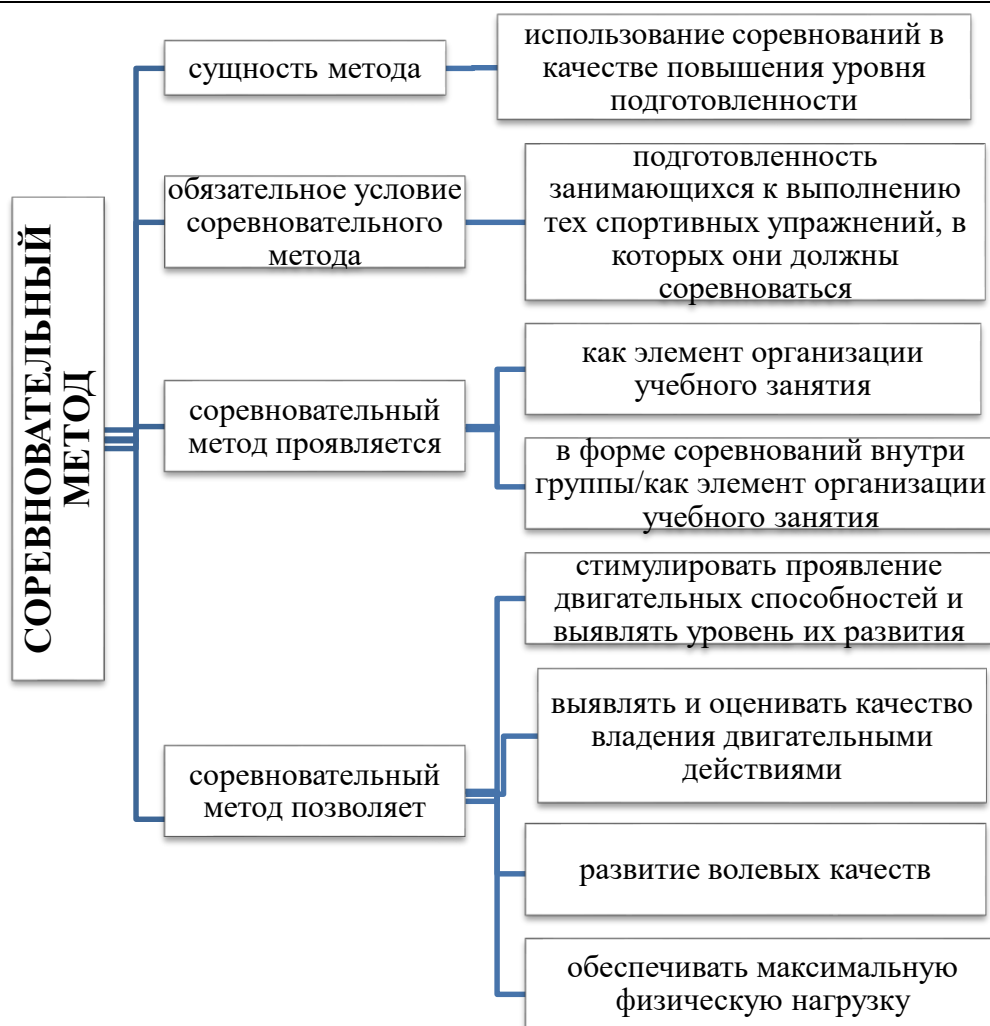 СОРЕВНОВАТЕЛЬНЫЙ
МЕТОД
сущность метода
использование соревнований в
качестве повышения уровня
подготовленности
обязательное условие
соревновательного
метода
подготовленность
занимающихся к выполнению
тех спортивных упражнений, в
которых они должны
соревноваться
соревновательный
метод проявляется
как элемент организации
учебного занятия
в форме соревнований внутри
группы/как элемент организации
учебного занятия
соревновательный
метод позволяет
стимулировать проявление
двигательных способностей и
выявлять уровень их развития
выявлять и оценивать качество
владения двигательными
действиями
развитие волевых качеств
обеспечивать максимальную
физическую нагрузку